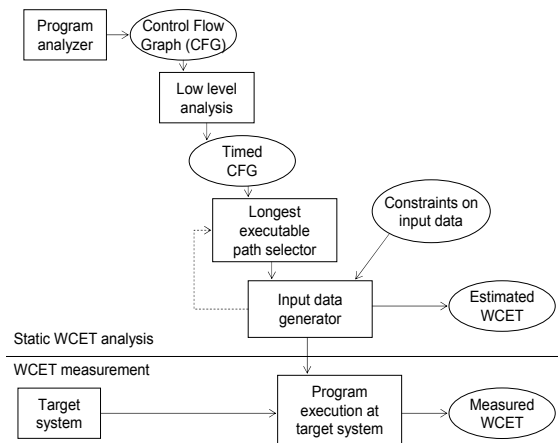 Program
analyzer
Control Flow
Graph (CFG)
Low level
analysis
Timed
CFG
Longest
executable
path selector
Constraints on
input data
Input data
generator
Estimated
WCET
Static WCET analysis
WCET measurement
Target
system
Program
execution at
target system
Measured
WCET